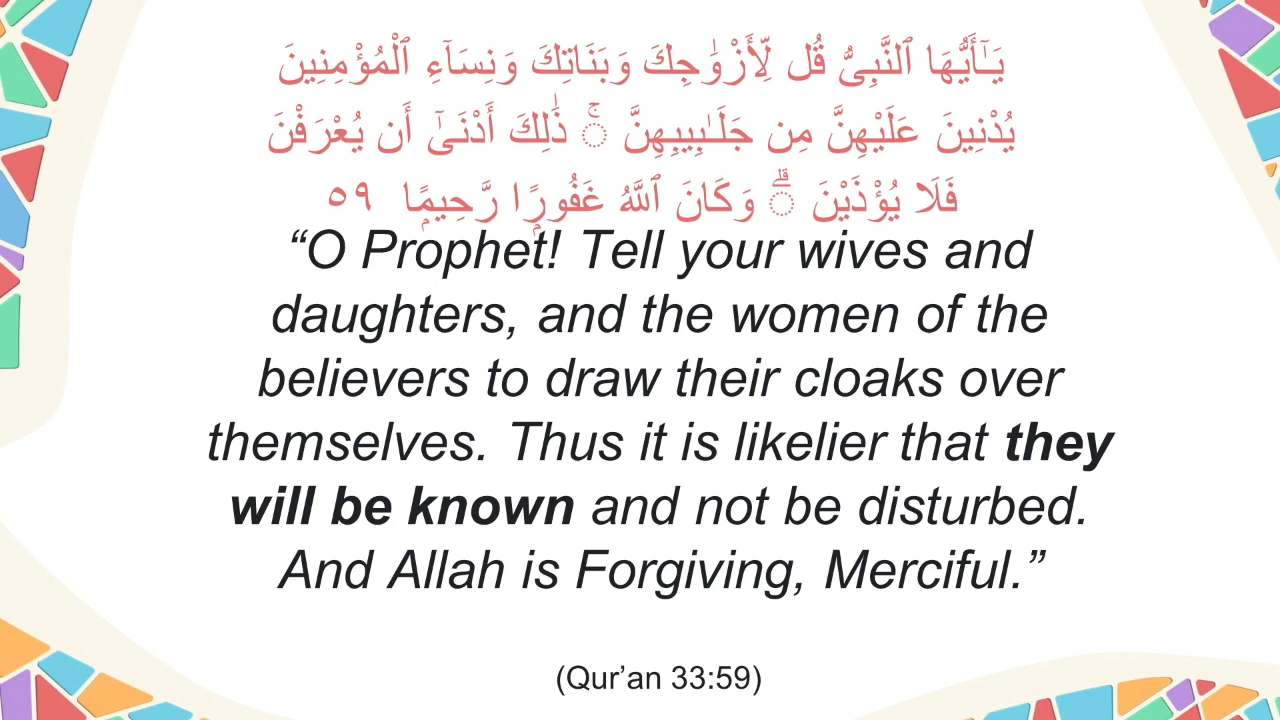 يَـٰٓأَيُّهَا ٱلنَّبِىُّ قُل لِّأَزْوَٰجِكَ وَبَنَاتِكَ وَنِسَآءِ ٱلْمُؤْمِنِينَ
يُدْنِينَ عَلَيْهِنَّ مِن جَلَـٰبِيبِهِنَّ ۚ ذَٰلِكَ أَدْنَىٰٓ أَن يُعْرَفْنَ
فَلَا يُؤْذَيْنَ ۗ وَكَانَ ٱللَّهُ غَفُورًۭا رَّحِيمًۭا ٥٩
“O Prophet! Tell your wives and
daughters, and the women of the
believers to draw their cloaks over
themselves. Thus it is likelier that they
will be known and not be disturbed.
And Allah is Forgiving, Merciful.”
(Qur’an 33:59)